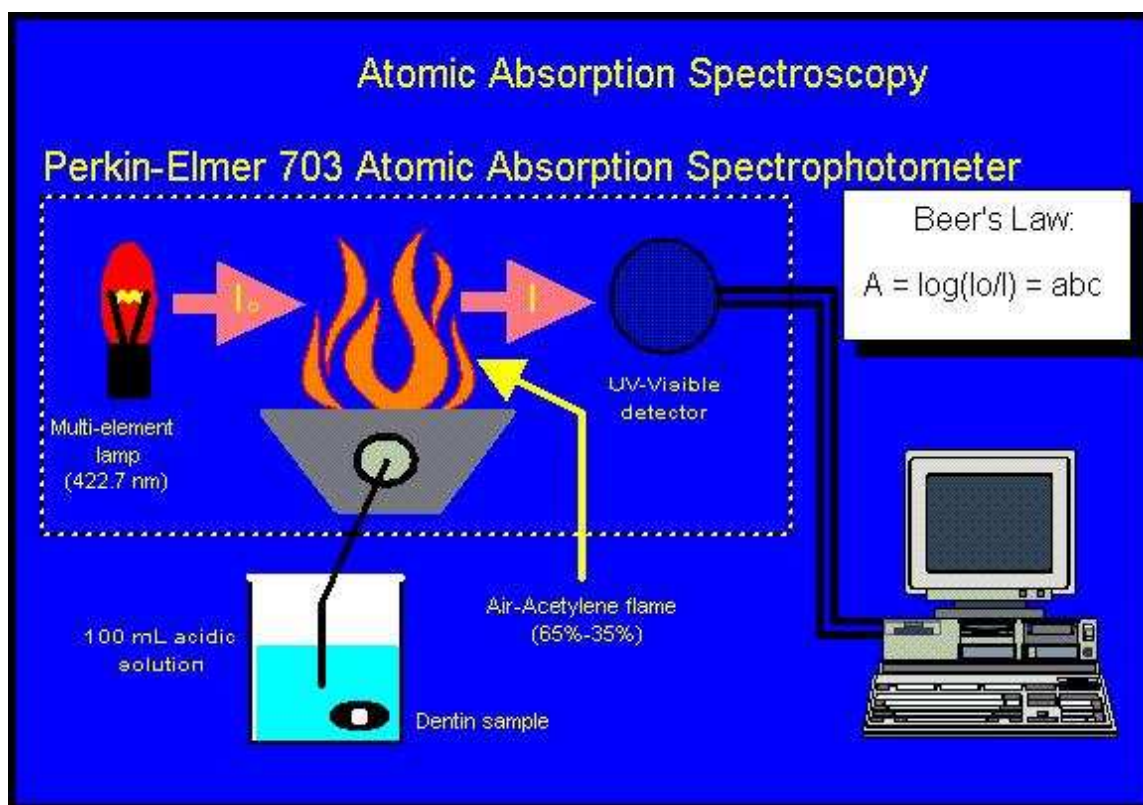 Atomic Absorption Spectroscopy
Perkin-Elmer 703 Atomic Absorption Spectrophotometer
Beer's Law:
A = log(Io/I) = abc
Io
I
UV-Visible
detector
Multi-element
lamp
(422.7 nm)
Air-Acetylene flame
(65%-35%)
100 mL acidic
solution
Dentin sample